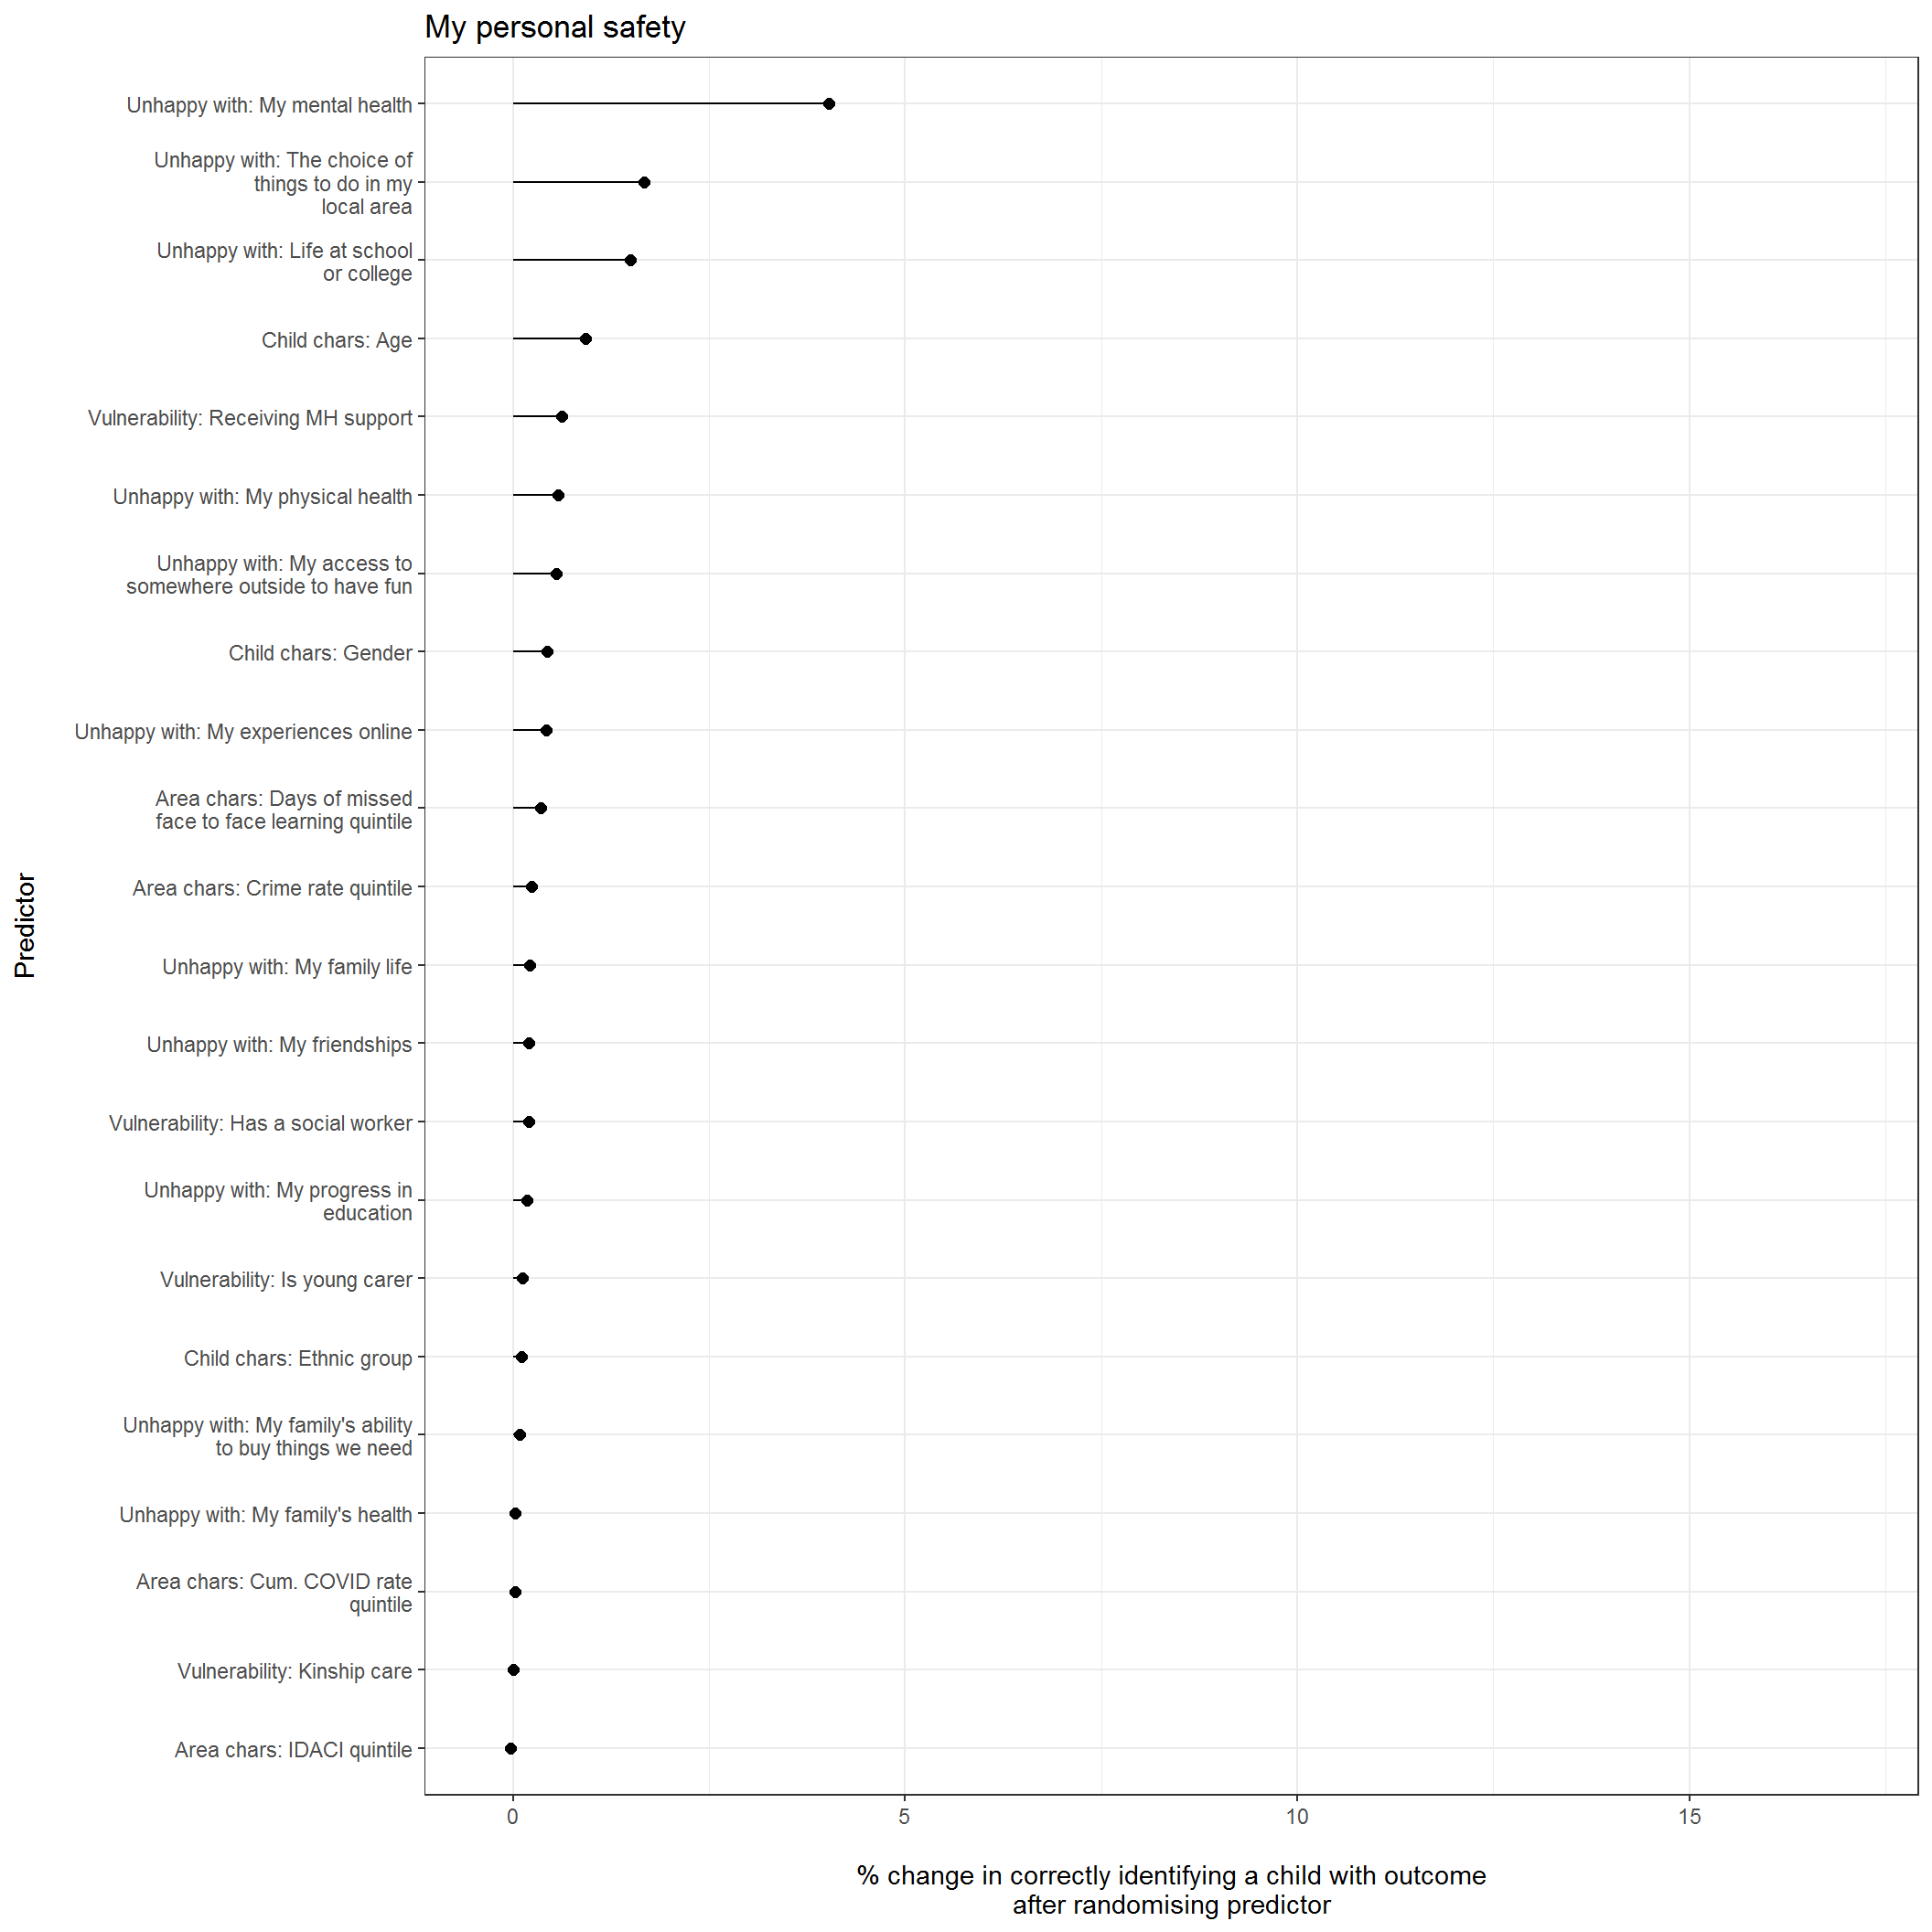 My personal safety
Unhappy with: My mental health
Unhappy with: The choice of
things to do in my
local area
Unhappy with: Life at school
or college
Child chars: Age
Vulnerability: Receiving MH support
Unhappy with: My physical health
Unhappy with: My access to
somewhere outside to have fun
Child chars: Gender
Unhappy with: My experiences online
Area chars: Days of missed
face to face learning quintile
Area chars: Crime rate quintile
Unhappy with: My family life
Unhappy with: My friendships
Vulnerability: Has a social worker
Unhappy with: My progress in
education
Vulnerability: Is young carer
Child chars: Ethnic group
Unhappy with: My family's ability
to buy things we need
Unhappy with: My family's health
Area chars: Cum. COVID rate
quintile
Vulnerability: Kinship care
Area chars: IDACI quintile
Predictor
0
5
10
15
% change in correctly identifying a child with outcome
after randomising predictor